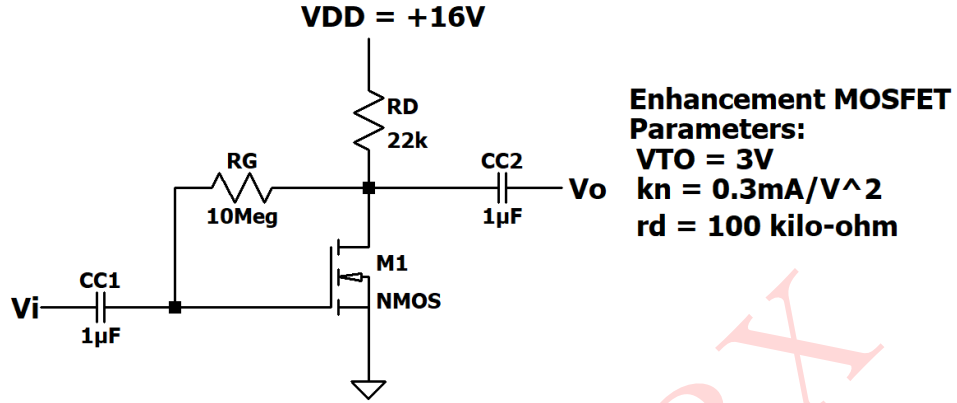 VDD = +16V
RD
22k
RG
10Meg
CC2
1µF
Vo
M1
NMOS
CC1
1µF
Vi
Enhancement MOSFET
Parameters:
VTO = 3V
kn = 0.3mA/V^2
rd = 100 kilo-ohm
X